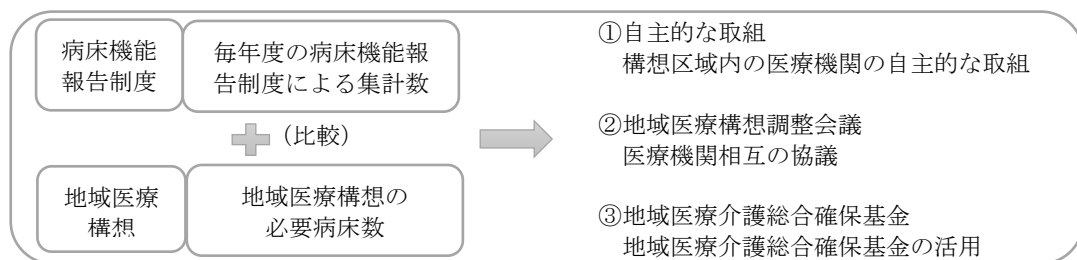 病床機能
報告制度
毎年度の病床機能報
告制度による集計数
（比較）
地域医療
構想
地域医療構想の
必要病床数
①自主的な取組
構想区域内の医療機関の自主的な取組
②地域医療構想調整会議
医療機関相互の協議
③地域医療介護総合確保基金
地域医療介護総合確保基金の活用